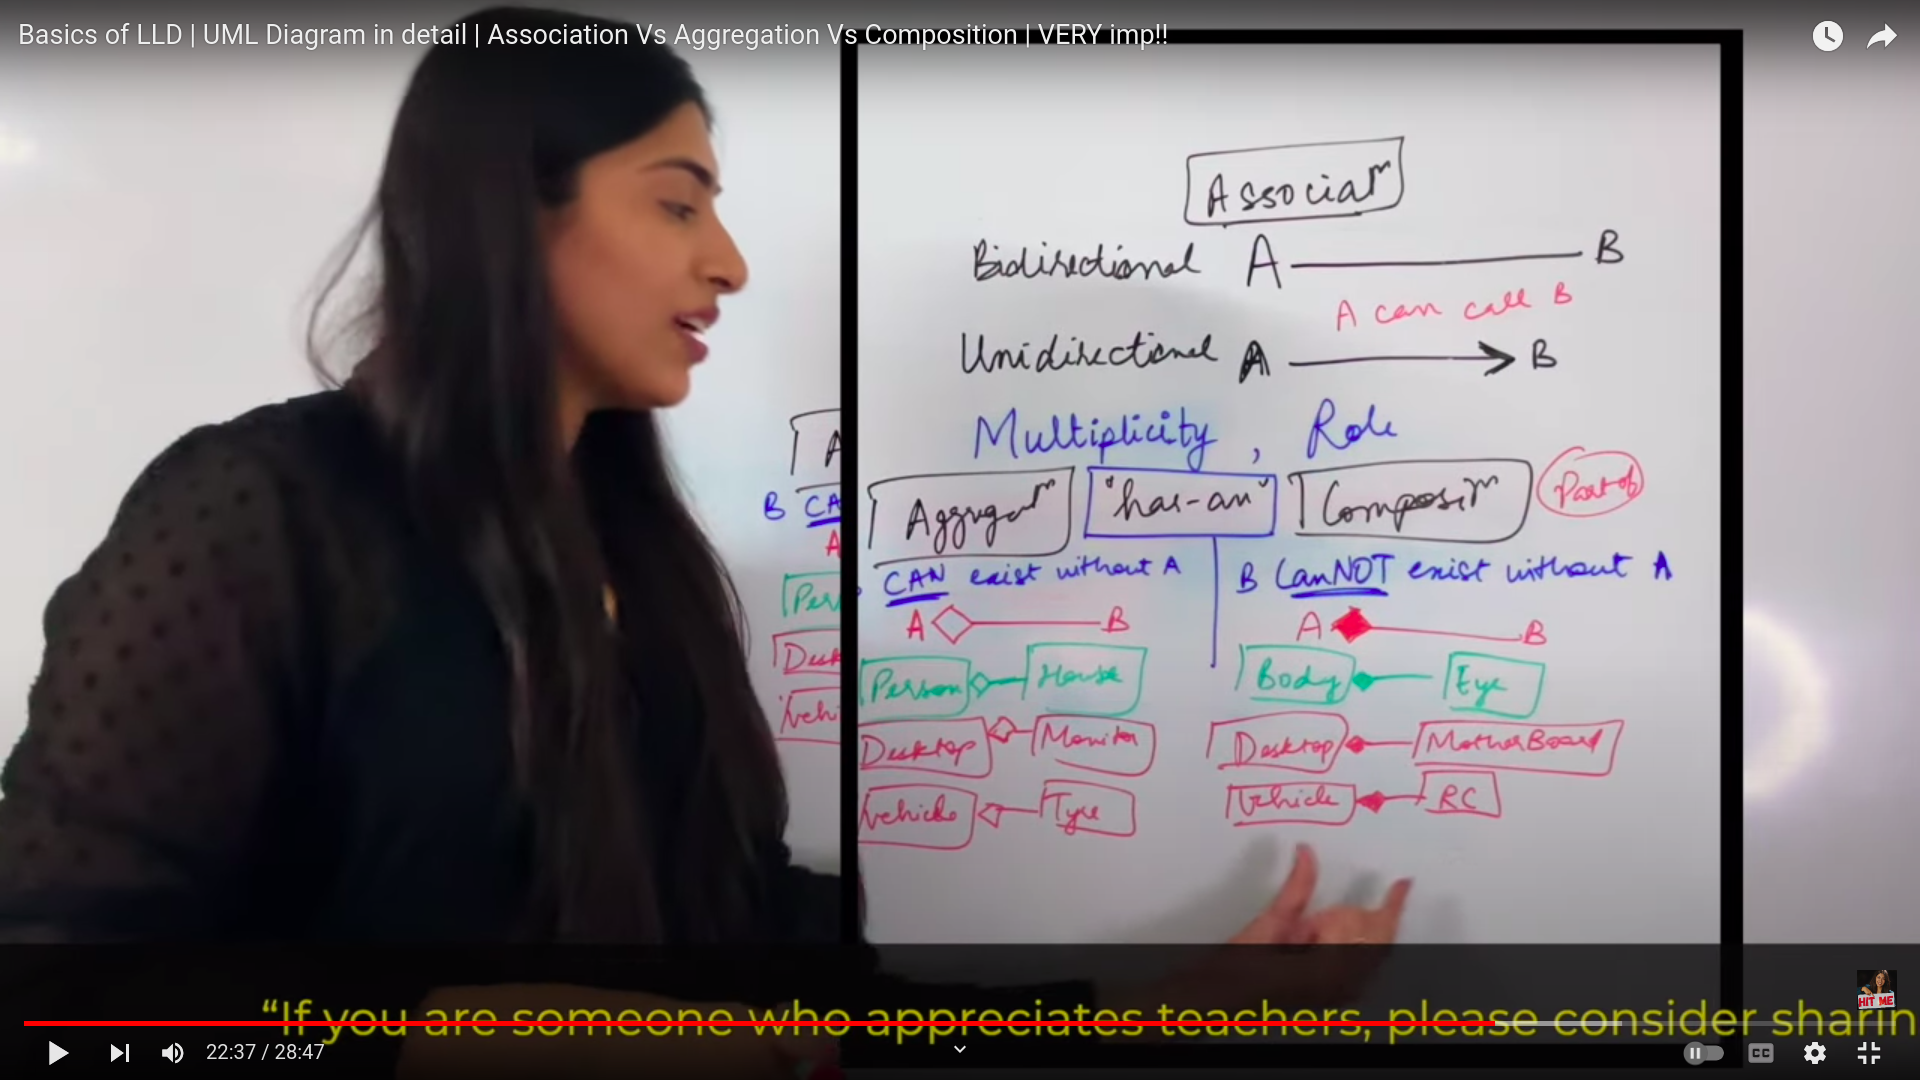 Basics of LLD | UML Diagram in detail | Association Vs Aggregation Vs Composition | VERY imp!!
Bidirectional A B
A can call B
Unidirectional A B
Multiplicity , Role
"has-an"
Part of
CAN exist without A
B CanNOT exist without A
A B
A B
Person House
Body Eye
Desktop Monitor
Desktop MotherBoard
Vehicle Tyre
Vehicle RC
B CA
A
Per
Desk
Vehi
HIT ME
“If you are someone who appreciates teachers, please consider sharin
22:37 / 28:47
CC